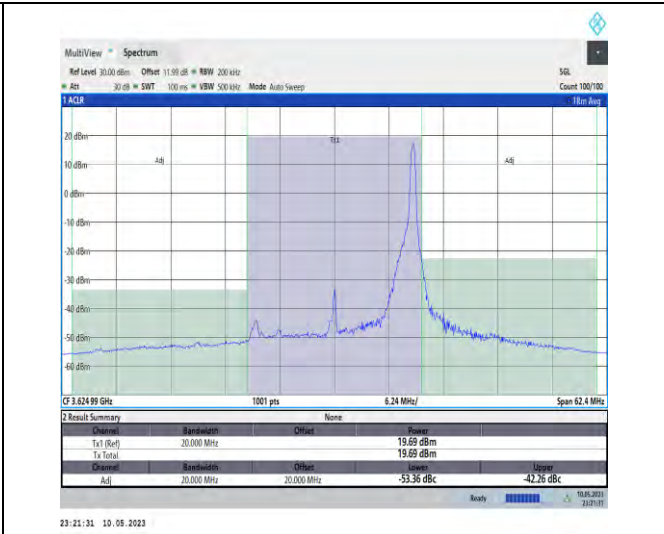 MultiView Spectrum
Ref Level 30.00 dBm Offset 11.99 dB RBW 200 kHz SGL
Att 30 dB SWT 100 ms VBW 500 kHz Mode Auto Sweep Count 100/100
1 ACLR 1Rm Avg
Tx1
20 dBm
Adj Adj
10 dBm
0 dBm
-10 dBm
-20 dBm
-30 dBm
-40 dBm
-50 dBm
-60 dBm
CF 3.62499 GHz 1001 pts 6.24 MHz/ Span 62.4 MHz
2 Result Summary None
Channel Bandwidth Offset Power
Tx1 (Ref) 20.000 MHz 19.69 dBm
Tx Total 19.69 dBm
Channel Bandwidth Offset Lower Upper
Adj 20.000 MHz 20.000 MHz -53.36 dBc -42.26 dBc
Ready 10.05.2023
23:21:31
23:21:31 10.05.2023